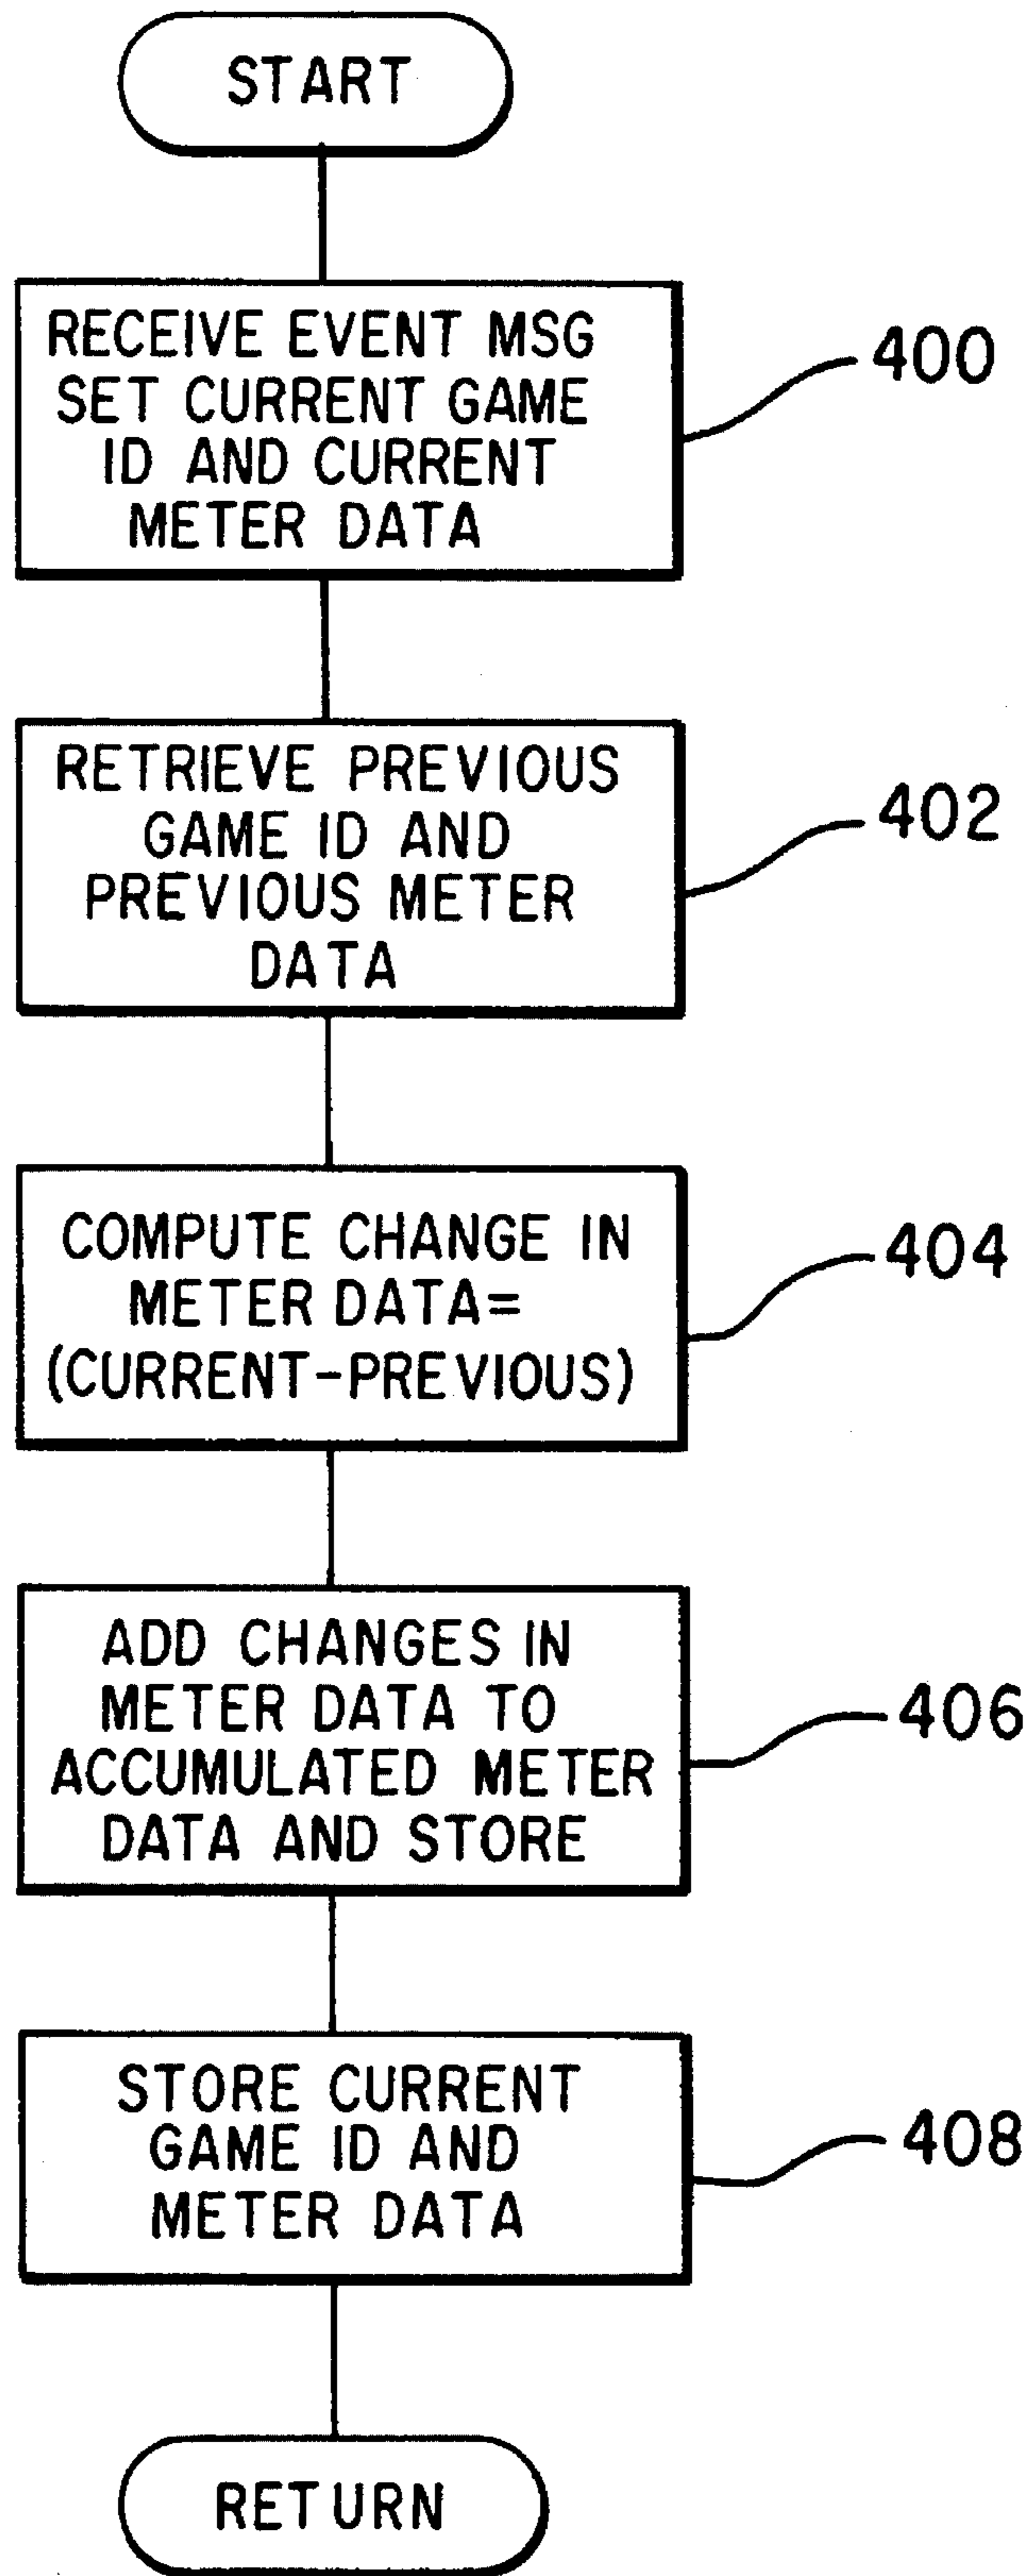 START
RECEIVE EVENT MSG
SET CURRENT GAME
ID AND CURRENT
METER DATA
400
RETRIEVE PREVIOUS
GAME ID AND
PREVIOUS METER
DATA
402
COMPUTE CHANGE IN
METER DATA=
(CURRENT-PREVIOUS)
404
ADD CHANGES IN
METER DATA TO
ACCUMULATED METER
DATA AND STORE
406
STORE CURRENT
GAME ID AND
METER DATA
408
RETURN